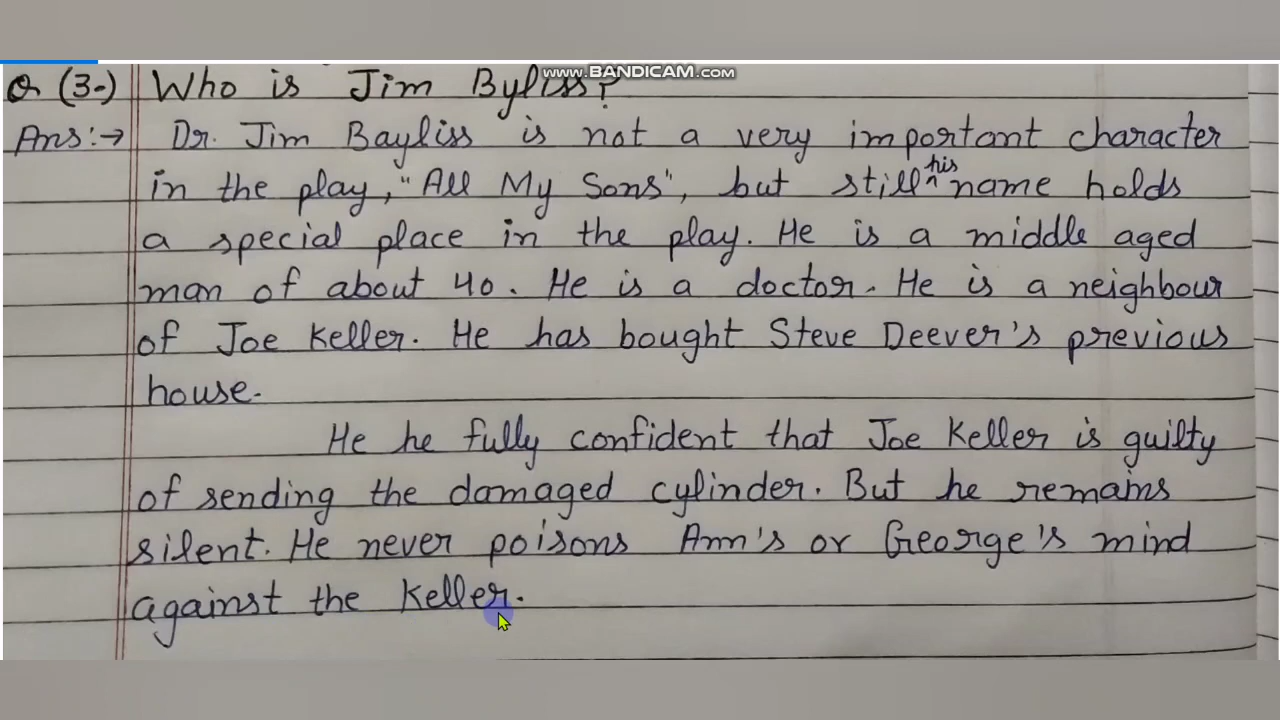 www.BANDICAM.com
Q (3-) Who is Jim Byliss?
Ans:→ Dr. Jim Bayliss is not a very important character
in the play, "All My Sons", but still his name holds
a special place in the play. He is a middle aged
man of about 40. He is a doctor. He is a neighbour
of Joe Keller. He has bought Steve Deever's previous
house.
He he fully confident that Joe Keller is guilty
of sending the damaged cylinder. But he remains
silent. He never poisons Ann's or George's mind
against the Keller.